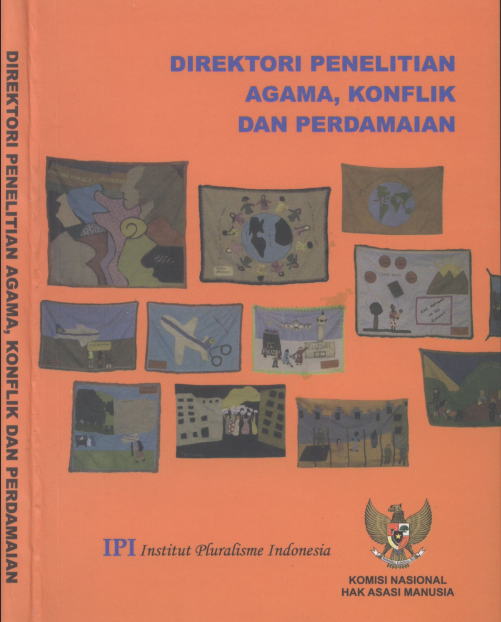 DIREKTORI PENELITIAN AGAMA, KONFLIK DAN PERDAMAIAN
DIREKTORI PENELITIAN
AGAMA, KONFLIK
DAN PERDAMAIAN
IPI Institut Pluralisme Indonesia
KOMISI NASIONAL
HAK ASASI MANUSIA